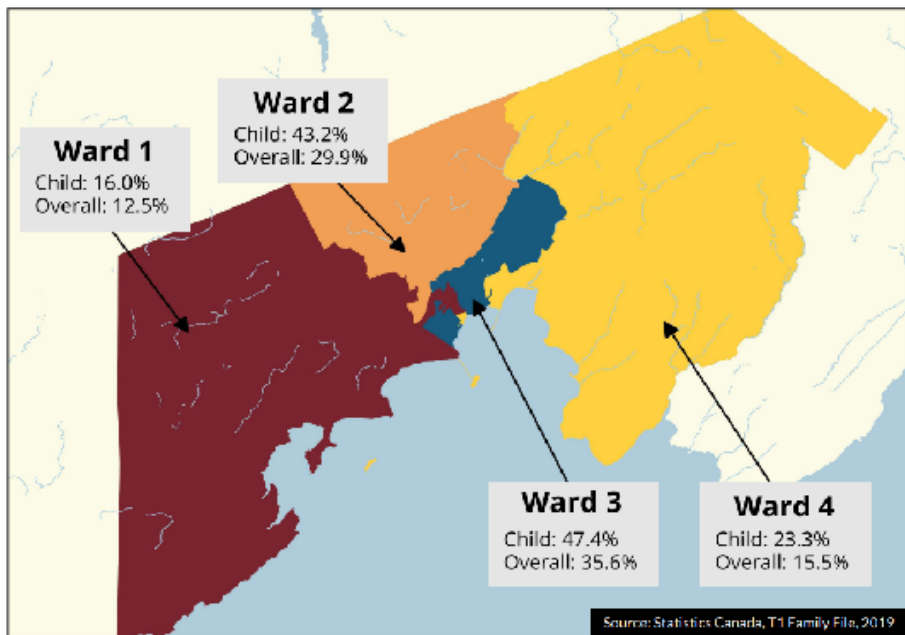 Ward 1
Child: 16.0%
Overall: 12.5%
Ward 2
Child: 43.2%
Overall: 29.9%
Ward 3
Child: 47.4%
Overall: 35.6%
Ward 4
Child: 23.3%
Overall: 15.5%
Source: Statistics Canada, T1 Family File, 2019